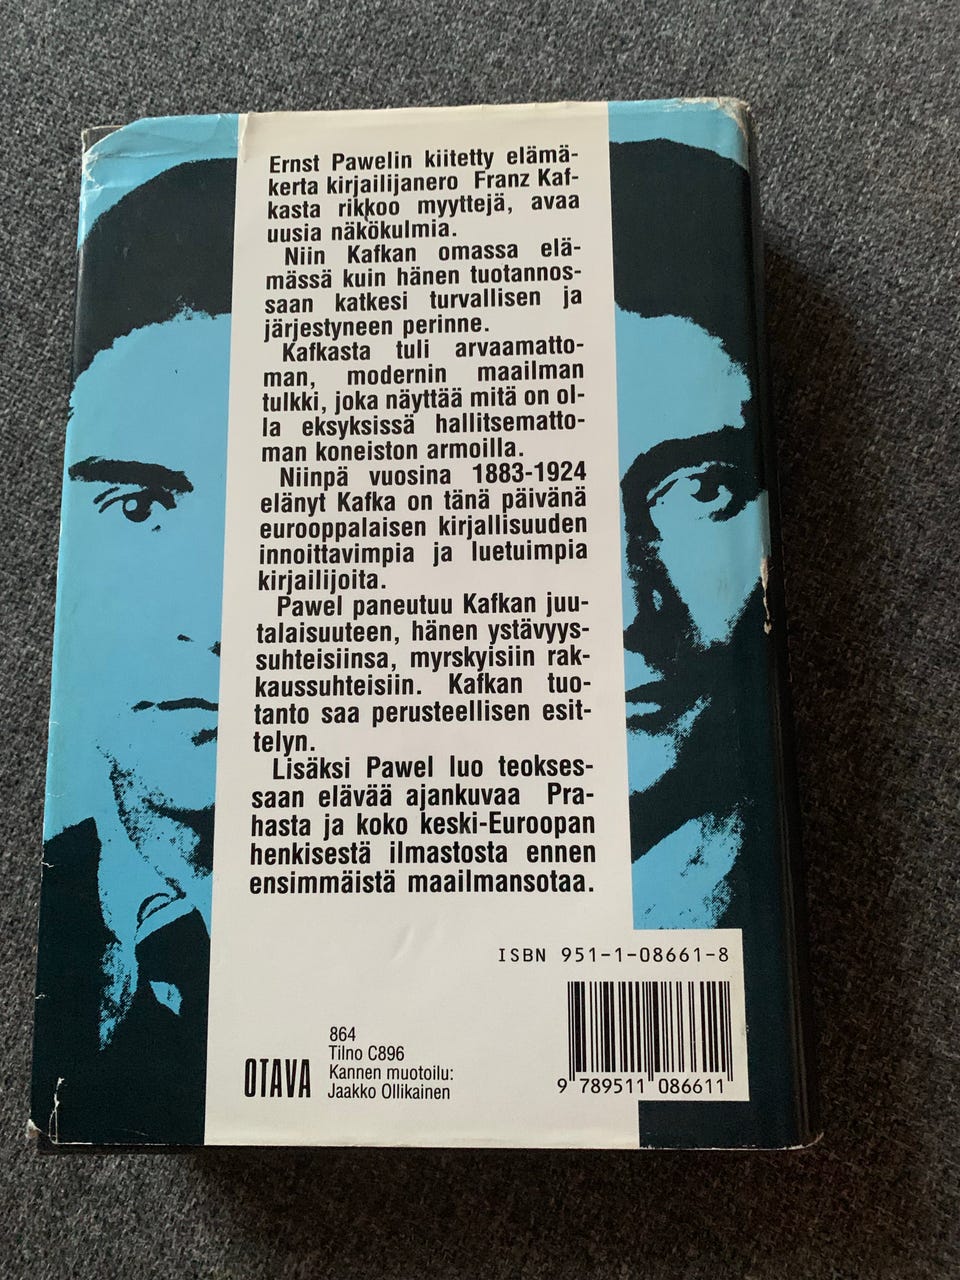 Ernst Pawelin kiitetty elämä-
kerta kirjailijanero Franz Kaf-
kasta rikkoo myyttejä, avaa
uusia näkökulmia.
Niin Kafkan omassa elä-
mässä kuin hänen tuotannos-
saan katkesi turvallisen ja
järjestyneen perinne.
Kafkasta tuli arvaamatto-
man, modernin maailman
tulkki, joka näyttää mitä on ol-
la eksyksissä hallitsematto-
man koneiston armoilla.
Niinpä vuosina 1883-1924
elänyt Kafka on tänä päivänä
eurooppalaisen kirjallisuuden
innoittavimpia ja luetuimpia
kirjailijoita.
Pawel paneutuu Kafkan juu-
talaisuuteen, hänen ystävyys-
suhteisiinsa, myrskyisiin rak-
kaussuhteisiin. Kafkan tuo-
tanto saa perusteellisen esit-
telyn.
Lisäksi Pawel luo teokses-
saan elävää ajankuvaa Pra-
hasta ja koko keski-Euroopan
henkisestä ilmastosta ennen
ensimmäistä maailmansotaa.
ISBN 951-1-08661-8
9 789511 086611
OTAVA
864
Tilno C896
Kannen muotoilu:
Jaakko Ollikainen